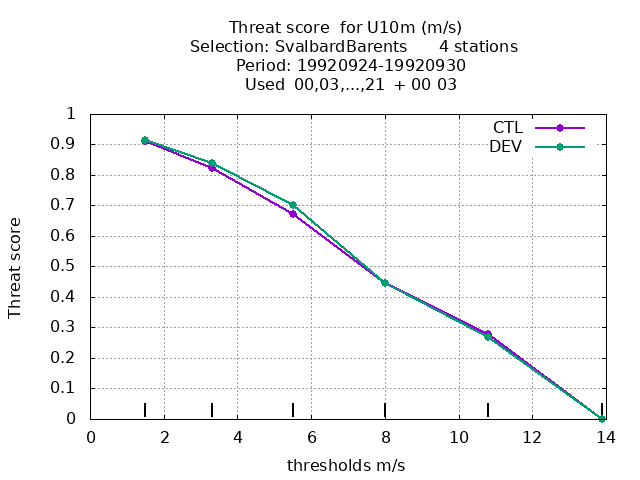 Threat score  for U10m (m/s)
Selection: SvalbardBarents      4 stations
Period: 19920924-19920930
Used  00,03,...,21  + 00 03
CTL
DEV
Threat score
1
0.9
0.8
0.7
0.6
0.5
0.4
0.3
0.2
0.1
0
0 2 4 6 8 10 12 14
thresholds m/s